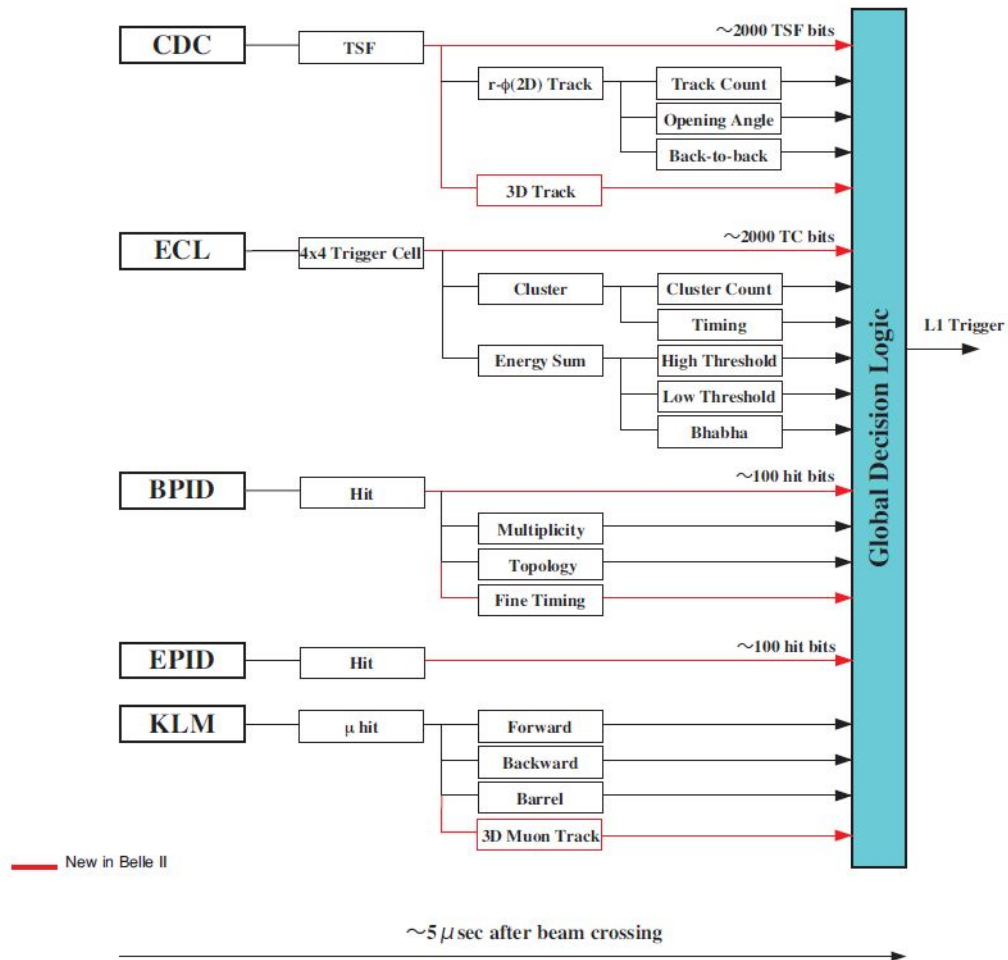 CDC
TSF
～2000 TSF bits
r-ϕ(2D) Track
Track Count
Opening Angle
Back-to-back
3D Track
ECL
4x4 Trigger Cell
～2000 TC bits
Cluster
Cluster Count
Timing
Energy Sum
High Threshold
Low Threshold
Bhabha
BPID
Hit
～100 hit bits
Multiplicity
Topology
Fine Timing
EPID
Hit
～100 hit bits
KLM
μ hit
Forward
Backward
Barrel
3D Muon Track
Global Decision Logic
L1 Trigger
New in Belle II
～5 μ sec after beam crossing